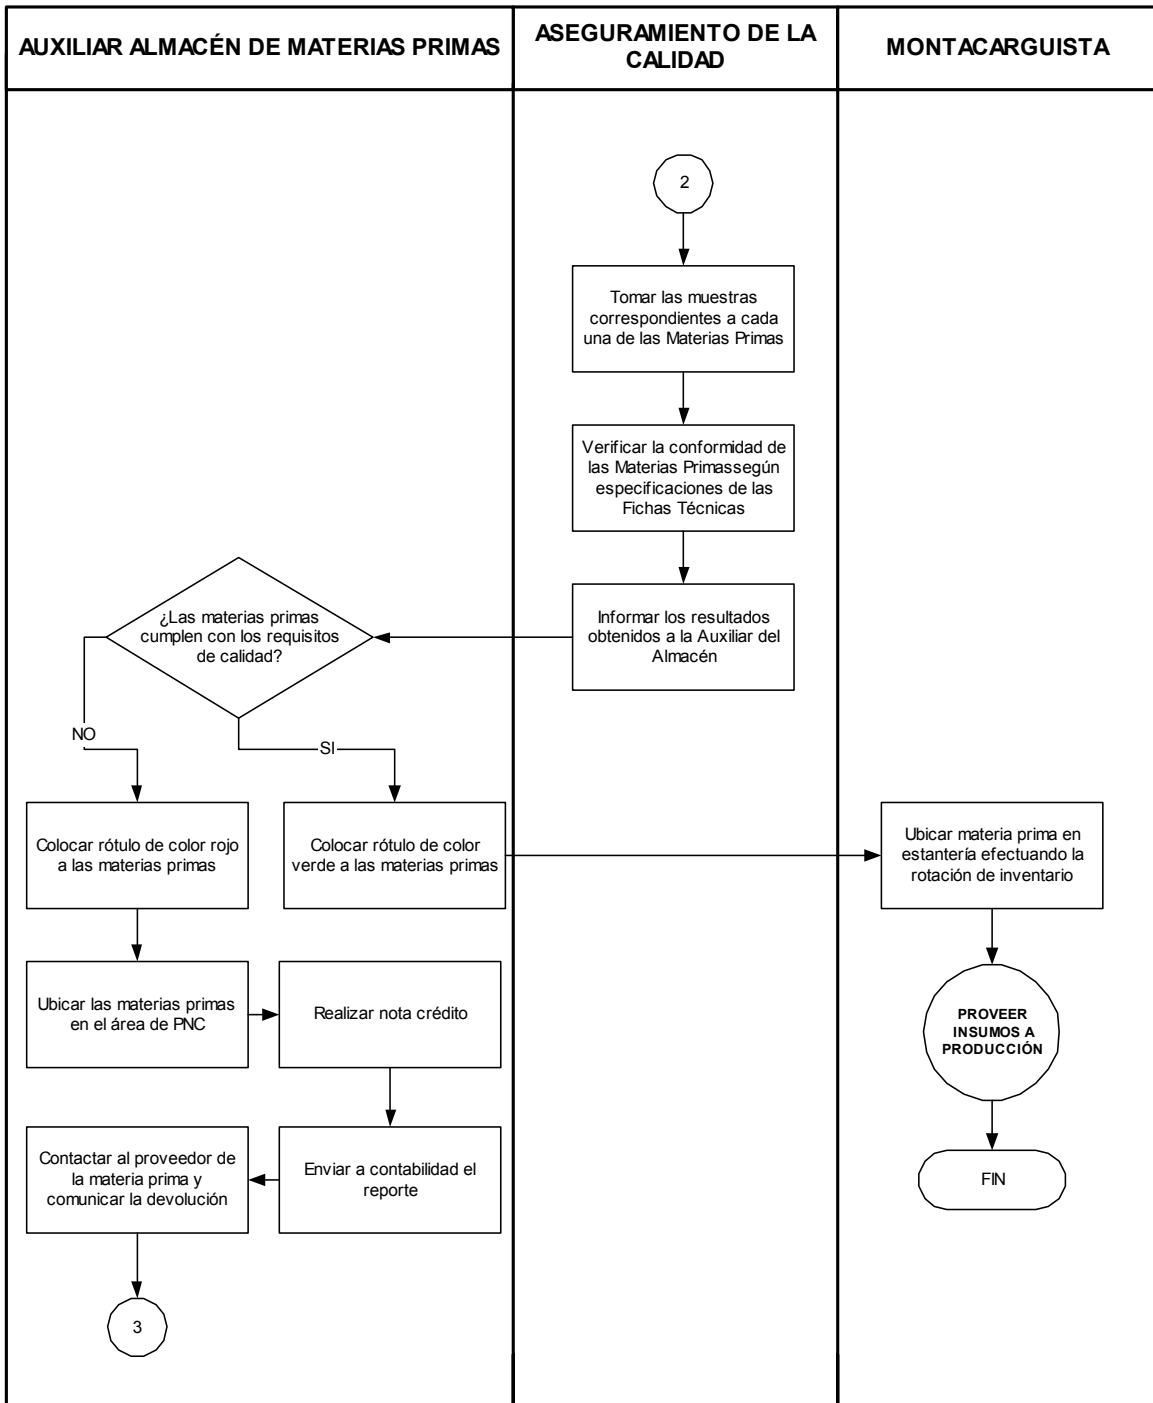 AUXILIAR ALMACÉN DE MATERIAS PRIMAS
ASEGURAMIENTO DE LA
CALIDAD
MONTACARGUISTA
2
Tomar las muestras
correspondientes a cada
una de las Materias Primas
Verificar la conformidad de
las Materias Primassegún
especificaciones de las
Fichas Técnicas
Informar los resultados
obtenidos a la Auxiliar del
Almacén
¿Las materias primas
cumplen con los requisitos
de calidad?
NO
SI
Colocar rótulo de color rojo
a las materias primas
Colocar rótulo de color
verde a las materias primas
Ubicar materia prima en
estantería efectuando la
rotación de inventario
Ubicar las materias primas
en el área de PNC
Realizar nota crédito
PROVEER
INSUMOS A
PRODUCCIÓN
Contactar al proveedor de
la materia prima y
comunicar la devolución
Enviar a contabilidad el
reporte
FIN
3